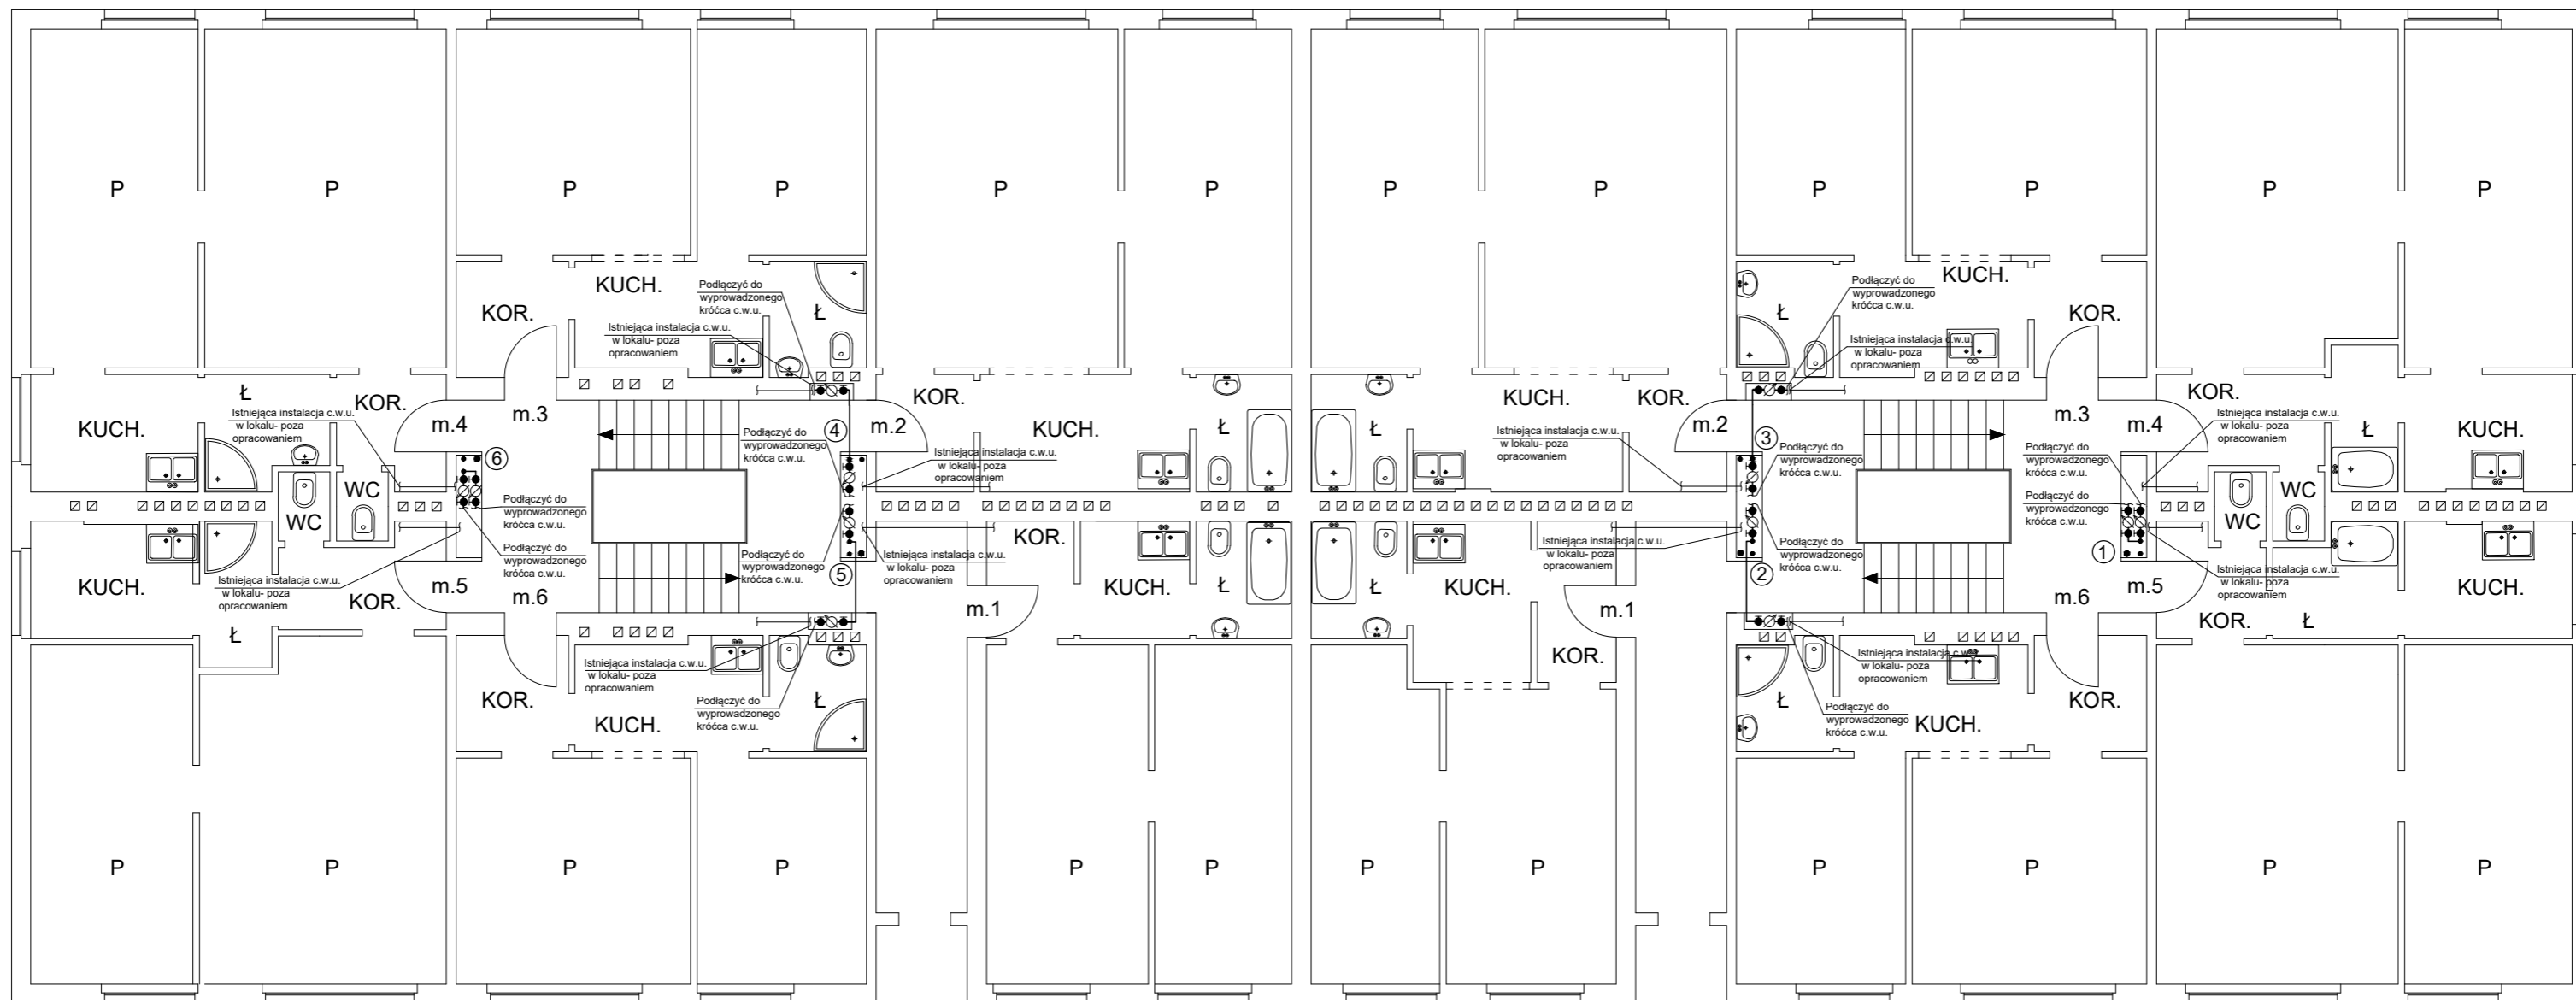 P
P
P
P
P
P
P
P
P
P
P
P
KUCH.
Podłączyć do
wyprowadzonego
króćca c.w.u.
KOR.
Ł
Istniejąca instalacja c.w.u.
w lokalu- poza
opracowaniem
Podłączyć do
wyprowadzonego
króćca c.w.u.
KUCH.
Ł
KOR.
Istniejąca instalacja c.w.u.
w lokalu- poza
opracowaniem
Ł
KOR.
Istniejąca instalacja c.w.u.
w lokalu- poza
opracowaniem
KUCH.
m.4
m.3
④
m.2
KOR.
KUCH.
Ł
Podłączyć do
wyprowadzonego
króćca c.w.u.
Istniejąca instalacja c.w.u.
w lokalu- poza
opracowaniem
⑥
WC
WC
Podłączyć do
wyprowadzonego
króćca c.w.u.
Podłączyć do
wyprowadzonego
króćca c.w.u.
Podłączyć do
wyprowadzonego
króćca c.w.u.
Istniejąca instalacja c.w.u.
w lokalu- poza
opracowaniem
KOR.
Ł
KUCH.
KOR.
m.2
Istniejąca instalacja c.w.u.
w lokalu- poza
opracowaniem
③
Podłączyć do
wyprowadzonego
króćca c.w.u.
m.3
m.4
KOR.
Istniejąca instalacja c.w.u.
w lokalu- poza
opracowaniem
Ł
KUCH.
Podłączyć do
wyprowadzonego
króćca c.w.u.
Podłączyć do
wyprowadzonego
króćca c.w.u.
WC
WC
Istniejąca instalacja c.w.u.
w lokalu- poza
opracowaniem
Podłączyć do
wyprowadzonego
króćca c.w.u.
②
①
Istniejąca instalacja c.w.u.
w lokalu- poza
opracowaniem
KUCH.
Istniejąca instalacja c.w.u.
w lokalu- poza
opracowaniem
KOR.
m.5
m.6
⑤
m.1
KUCH.
Ł
Ł
KUCH.
m.1
m.6
m.5
KOR.
Ł
KUCH.
Ł
Istniejąca instalacja c.w.u.
w lokalu- poza
opracowaniem
KOR.
Istniejąca instalacja c.w.u.
w lokalu- poza
opracowaniem
KOR.
KUCH.
Podłączyć do
wyprowadzonego
króćca c.w.u.
Ł
Ł
Podłączyć do
wyprowadzonego
króćca c.w.u.
KUCH.
KOR.
P
P
P
P
P
P
P
P
P
P
P
P